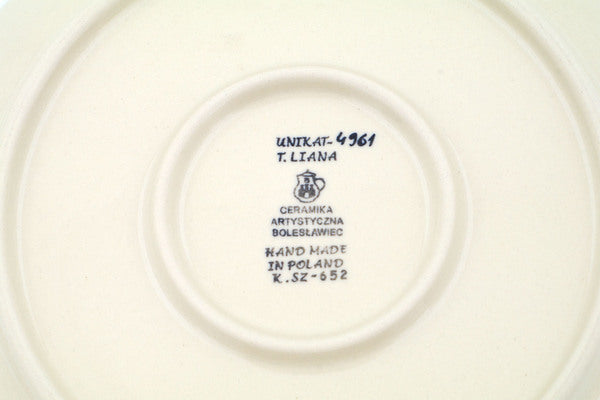 UNIKAT-4961
T. LIANA
CERAMIKA
ARTYSTYCZNA
BOLESŁAWIEC
HAND MADE
IN POLAND
K.SZ-652